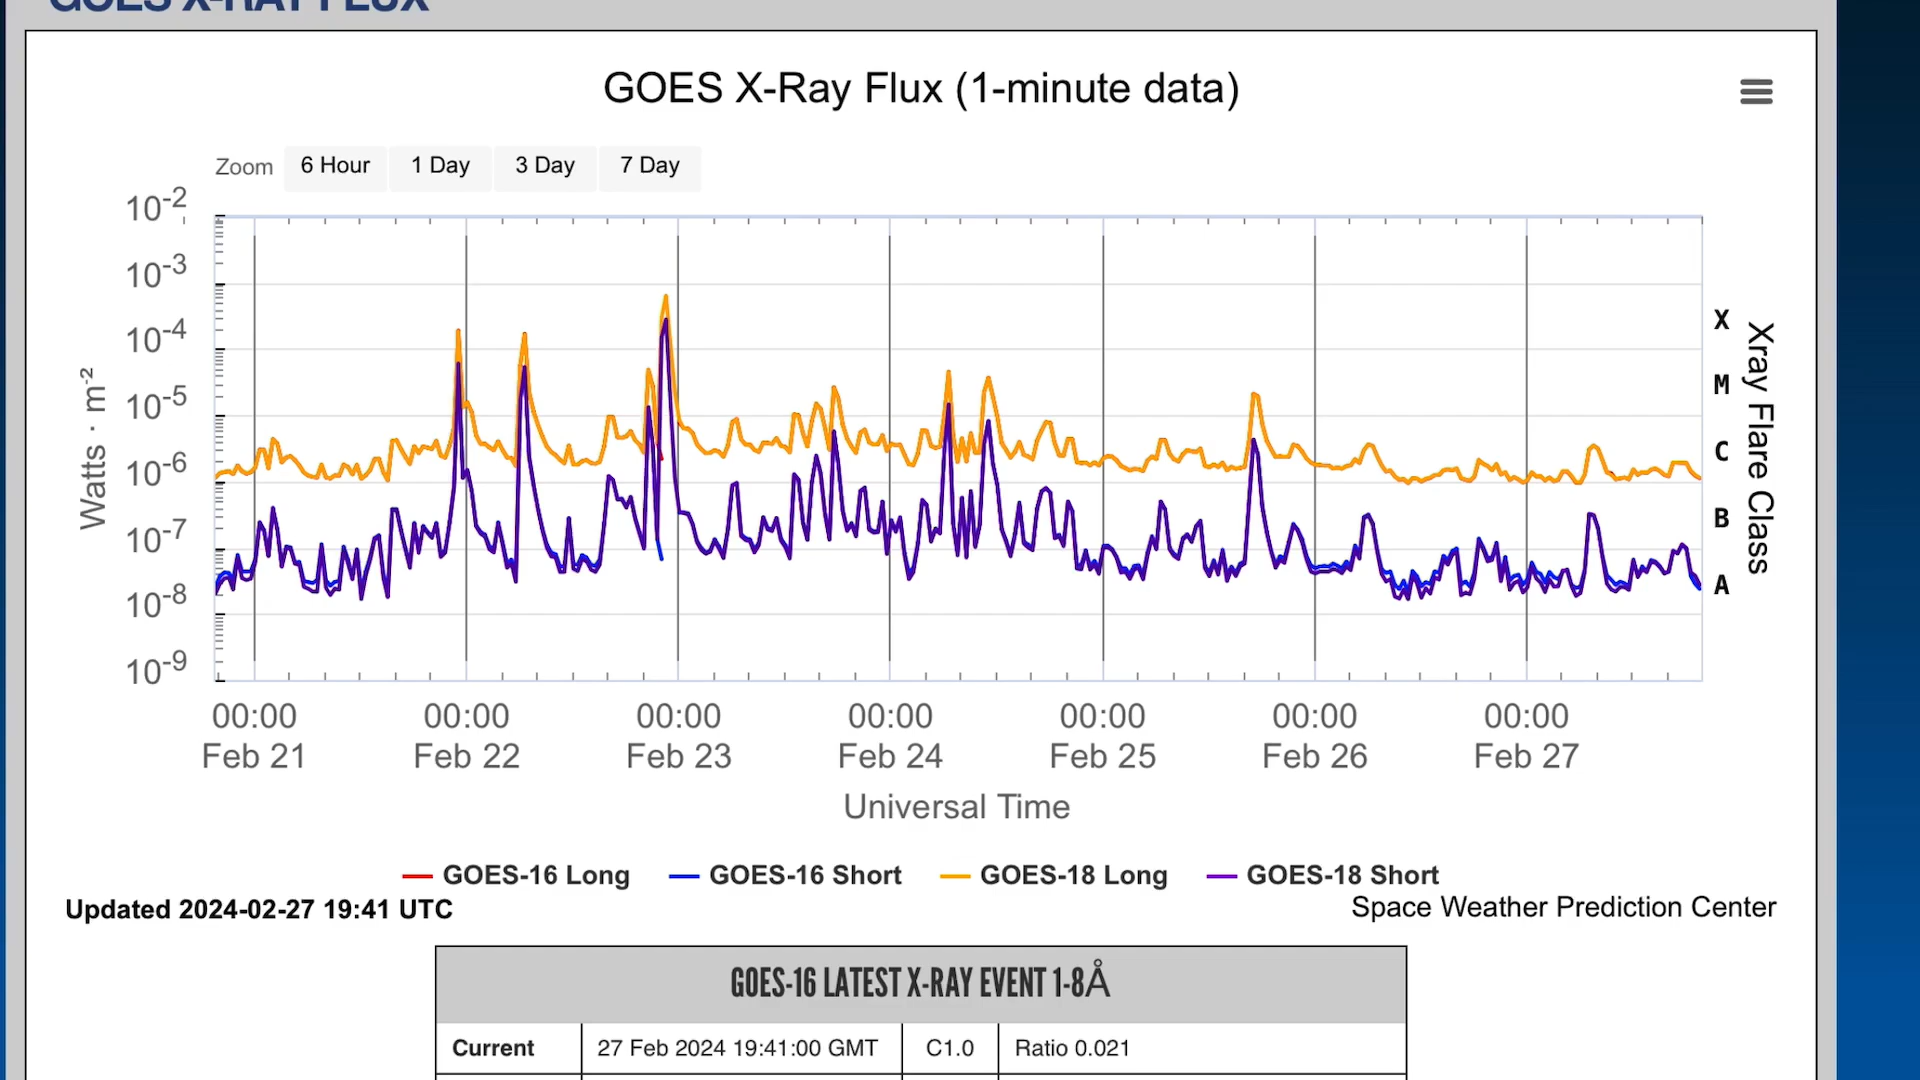 GOES X-RAY FLUX
GOES X-Ray Flux (1-minute data)
Zoom 6 Hour 1 Day 3 Day 7 Day
10-2
10-3
10-4
10-5
10-6
10-7
10-8
10-9
Watts · m-2
X
M
C
B
A
Xray Flare Class
00:00 00:00 00:00 00:00 00:00 00:00 00:00
Feb 21 Feb 22 Feb 23 Feb 24 Feb 25 Feb 26 Feb 27
Universal Time
GOES-16 Long GOES-16 Short GOES-18 Long GOES-18 Short
Updated 2024-02-27 19:41 UTC
Space Weather Prediction Center
GOES-16 LATEST X-RAY EVENT 1-8Å
Current 27 Feb 2024 19:41:00 GMT C1.0 Ratio 0.021